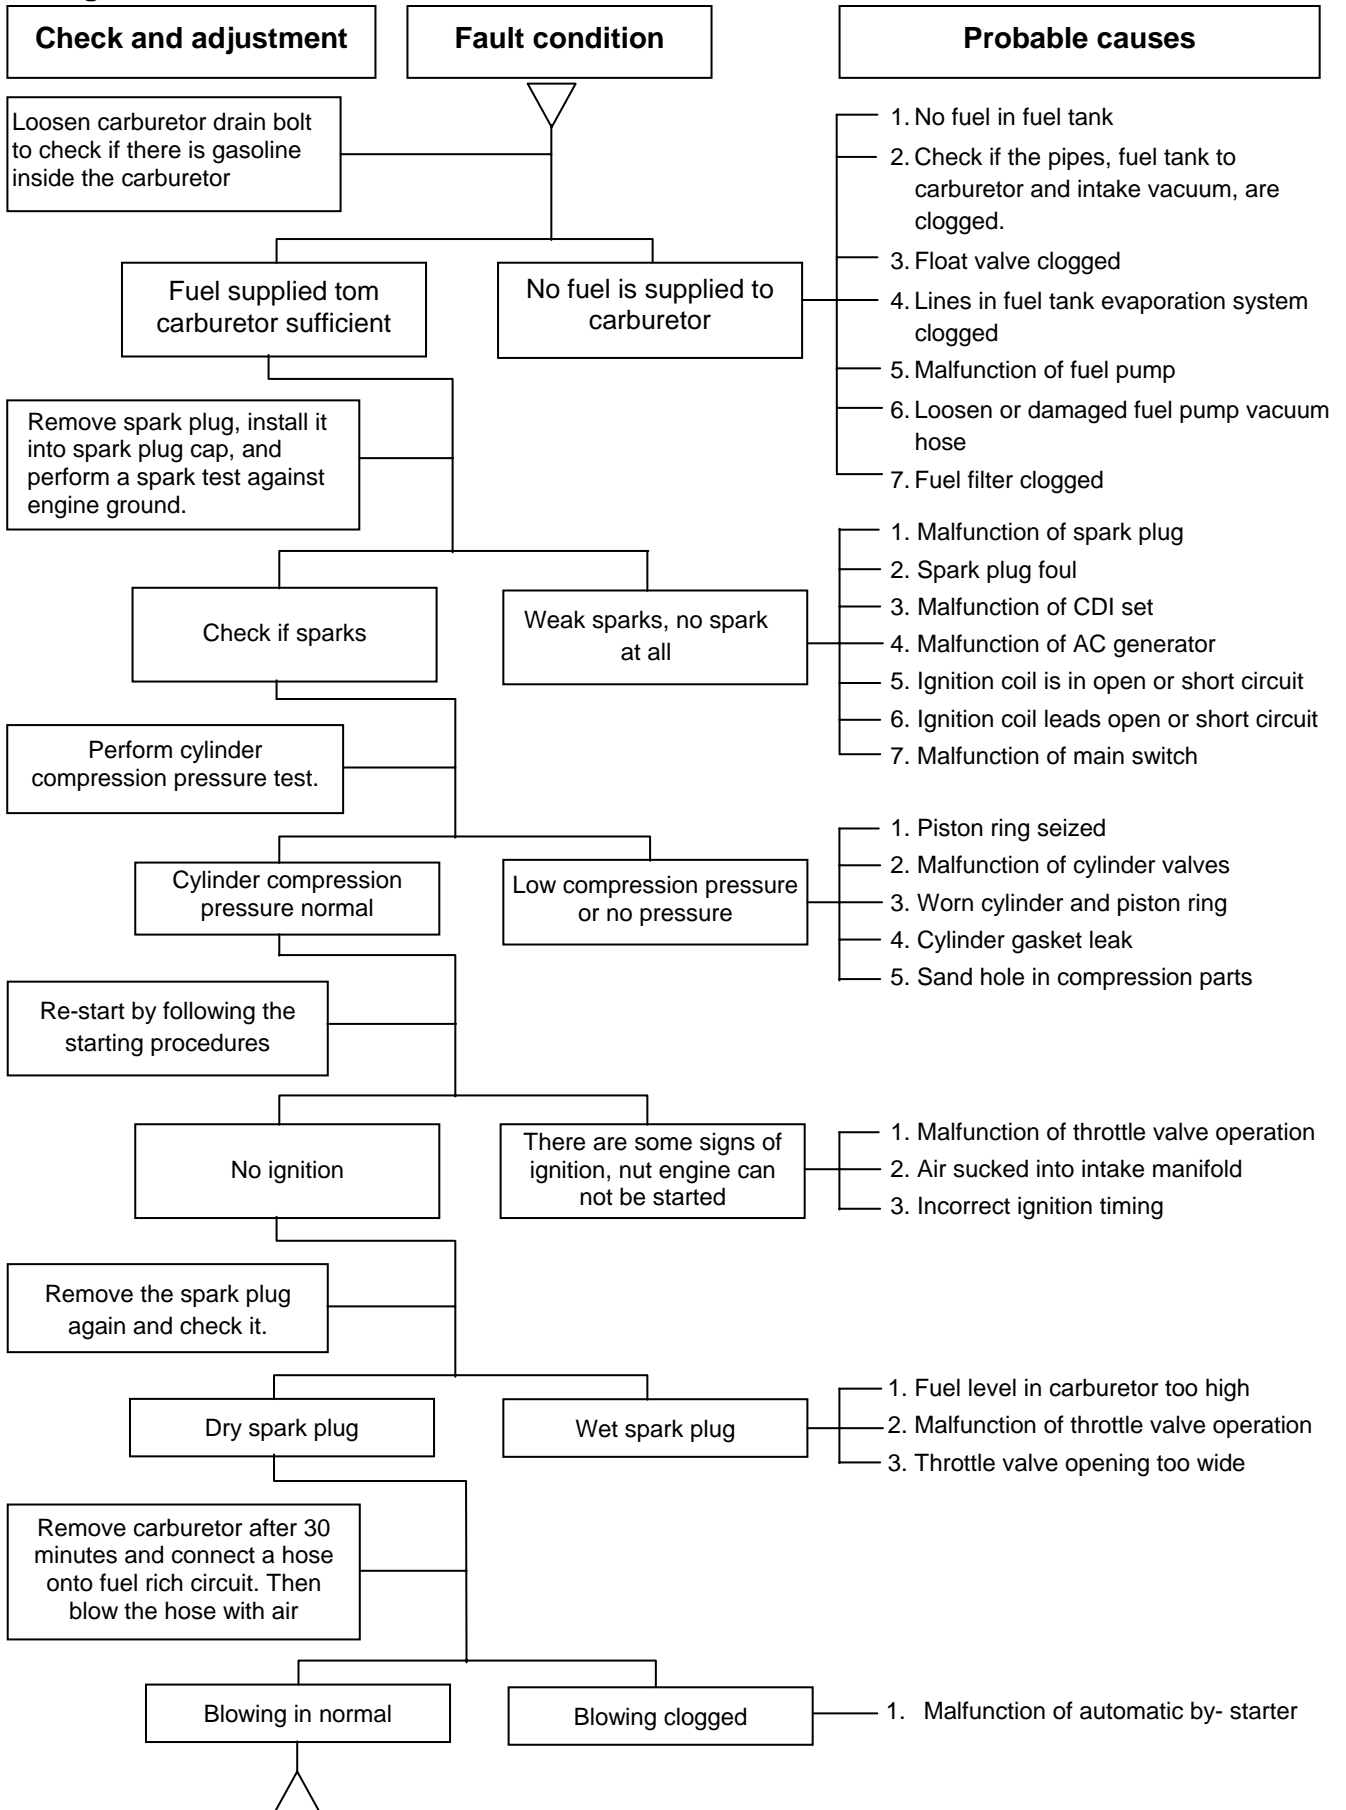 Check and adjustment
Fault condition
Probable causes
Loosen carburetor drain bolt
to check if there is gasoline
inside the carburetor
1. No fuel in fuel tank
2. Check if the pipes, fuel tank to
carburetor and intake vacuum, are
clogged.
3. Float valve clogged
4. Lines in fuel tank evaporation system
clogged
5. Malfunction of fuel pump
6. Loosen or damaged fuel pump vacuum
hose
7. Fuel filter clogged
Fuel supplied tom
carburetor sufficient
No fuel is supplied to
carburetor
Remove spark plug, install it
into spark plug cap, and
perform a spark test against
engine ground.
Check if sparks
Weak sparks, no spark
at all
1. Malfunction of spark plug
2. Spark plug foul
3. Malfunction of CDI set
4. Malfunction of AC generator
5. Ignition coil is in open or short circuit
6. Ignition coil leads open or short circuit
7. Malfunction of main switch
Perform cylinder
compression pressure test.
Cylinder compression
pressure normal
Low compression pressure
or no pressure
1. Piston ring seized
2. Malfunction of cylinder valves
3. Worn cylinder and piston ring
4. Cylinder gasket leak
5. Sand hole in compression parts
Re-start by following the
starting procedures
No ignition
There are some signs of
ignition, nut engine can
not be started
1. Malfunction of throttle valve operation
2. Air sucked into intake manifold
3. Incorrect ignition timing
Remove the spark plug
again and check it.
Dry spark plug
Wet spark plug
1. Fuel level in carburetor too high
2. Malfunction of throttle valve operation
3. Throttle valve opening too wide
Remove carburetor after 30
minutes and connect a hose
onto fuel rich circuit. Then
blow the hose with air
Blowing in normal
Blowing clogged
1. Malfunction of automatic by- starter